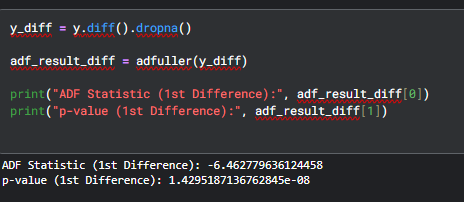 y_diff = y.diff().dropna()
adf_result_diff = adfuller(y_diff)
print("ADF Statistic (1st Difference):", adf_result_diff[0])
print("p-value (1st Difference):", adf_result_diff[1])
ADF Statistic (1st Difference): -6.462779636124458
p-value (1st Difference): 1.4295187136762845e-08